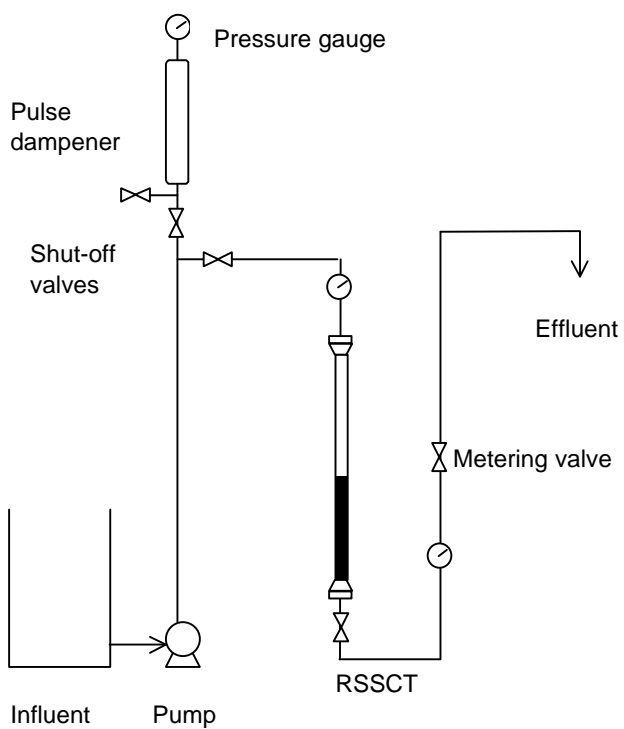 Pressure gauge
Pulse
dampener
Shut-off
valves
Effluent
Metering valve
RSSCT
Influent
Pump